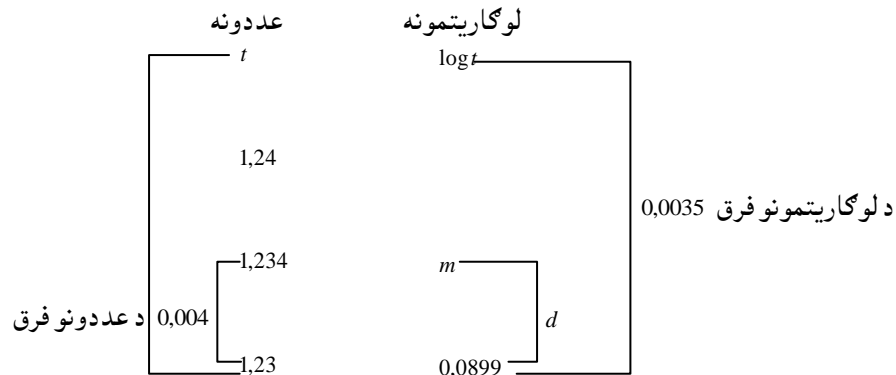 عددونه لوګاریتمونه
t log t
1,24
د لوګاریتمونو فرق 0,0035
1,234 m
د عددونو فرق 0,004 d
1,23 0,0899